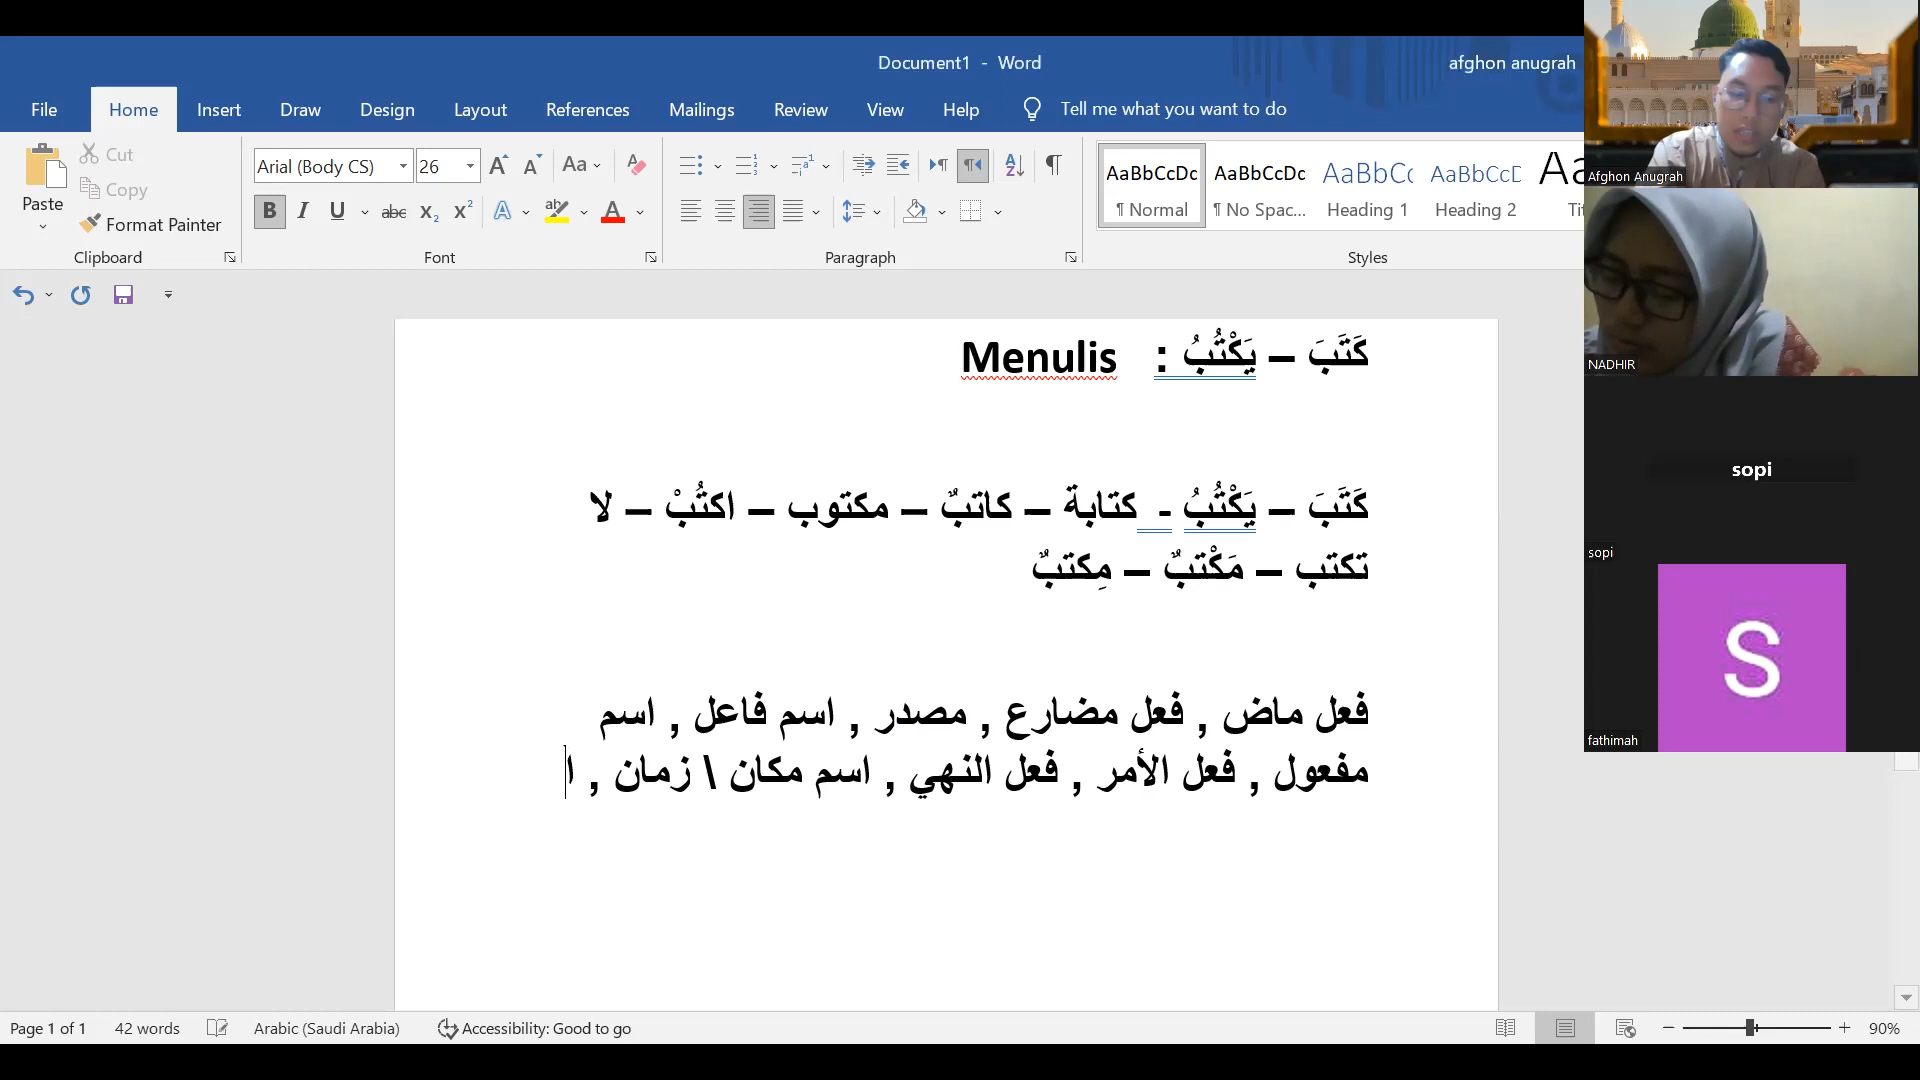 Document1 - Word
afghon anugrah
File Home Insert Draw Design Layout References Mailings Review View Help Tell me what you want to do
Cut
Copy
Paste
Format Painter
Clipboard
Arial (Body CS) 26
Font
Paragraph
AaBbCcDc AaBbCcDc AaBbCc AaBbCcD
¶ Normal ¶ No Spac... Heading 1 Heading 2
Styles
كَتَبَ – يَكْتُبُ : Menulis
كَتَبَ – يَكْتُبُ - كتابة – كاتبٌ – مكتوب – اكتُبْ – لا
تكتب – مَكْتبٌ – مِكتبٌ
فعل ماض , فعل مضارع , مصدر , اسم فاعل , اسم
مفعول , فعل الأمر , فعل النهي , اسم مكان \ زمان , ا
Afghon Anugrah
NADHIR
sopi
sopi
S
fathimah
Page 1 of 1 42 words Arabic (Saudi Arabia) Accessibility: Good to go 90%